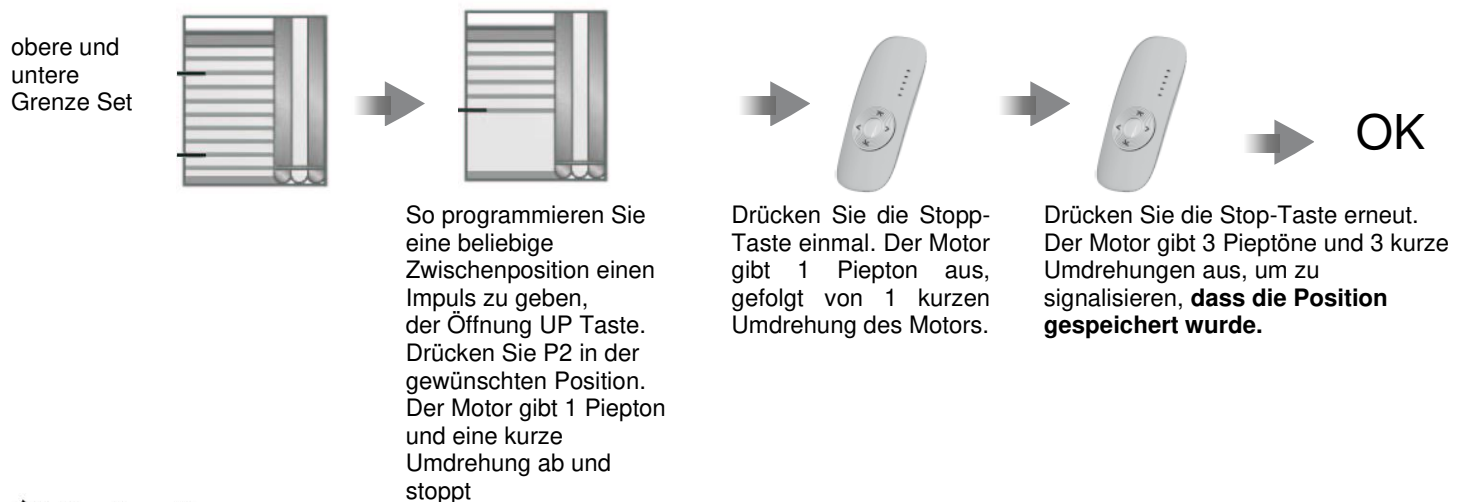 obere und
untere
Grenze Set
So programmieren Sie
eine beliebige
Zwischenposition einen
Impuls zu geben,
der Öffnung UP Taste.
Drücken Sie P2 in der
gewünschten Position.
Der Motor gibt 1 Piepton
und eine kurze
Umdrehung ab und
stoppt
Drücken Sie die Stopp-
Taste einmal. Der Motor
gibt 1 Piepton aus,
gefolgt von 1 kurzen
Umdrehung des Motors.
Drücken Sie die Stop-Taste erneut.
Der Motor gibt 3 Pieptöne und 3 kurze
Umdrehungen aus, um zu
signalisieren, dass die Position
gespeichert wurde.
OK